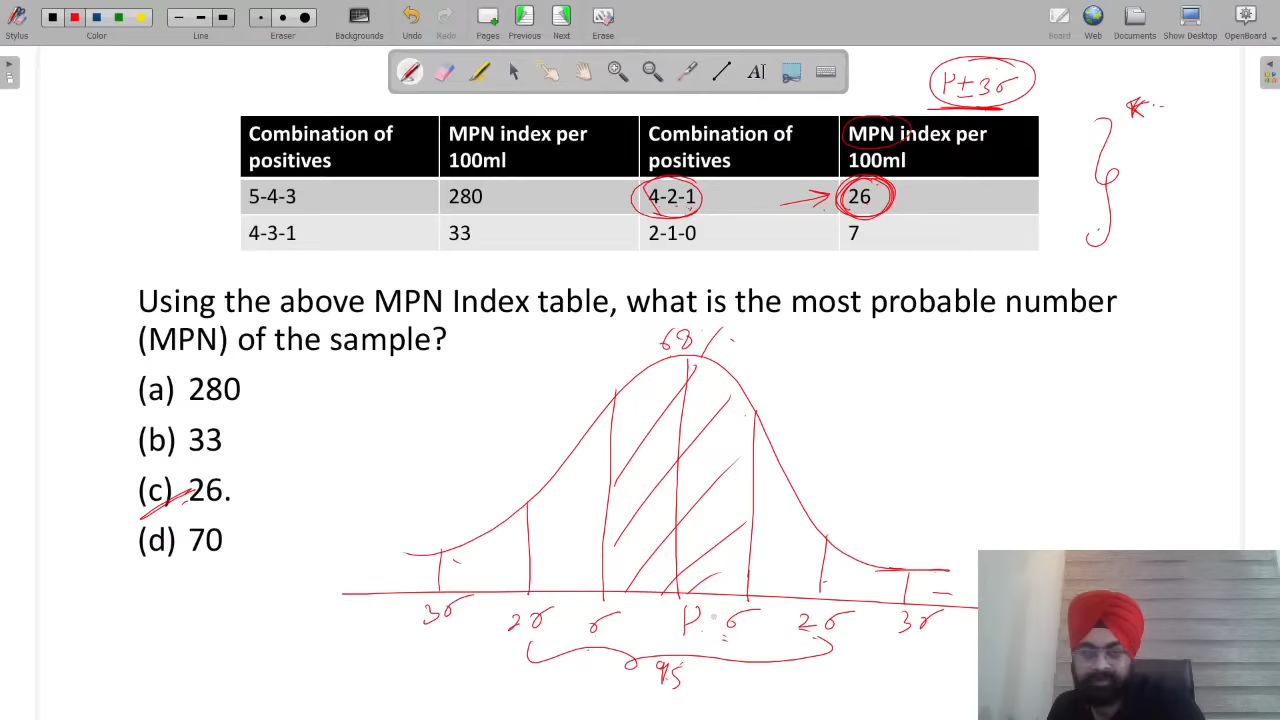 Stylus Color Line Eraser Backgrounds Undo Redo Pages Previous Next Erase Board Web Documents Show Desktop OpenBoard
μ ± 3σ
Combination of positives MPN index per 100ml Combination of positives MPN index per 100ml
5-4-3 280 4-2-1 26
4-3-1 33 2-1-0 7
Using the above MPN Index table, what is the most probable number
(MPN) of the sample?
68%
(a) 280
(b) 33
(c) 26.
(d) 70
3σ 2σ σ μ σ 2σ 3σ
95